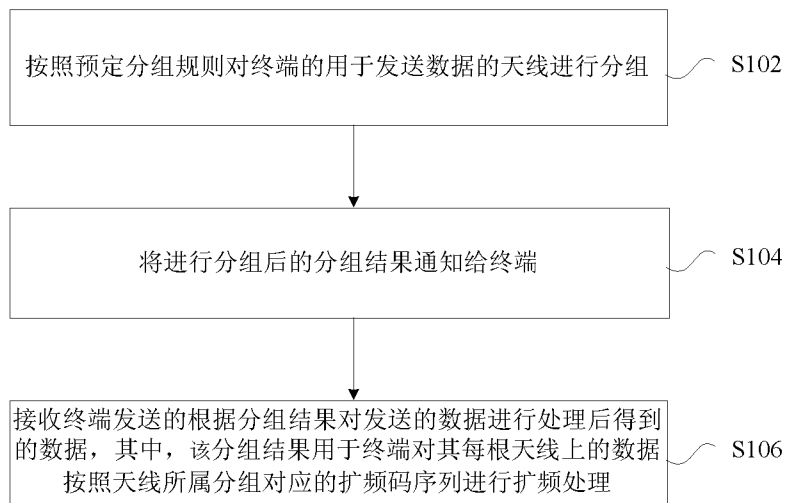 按照预定分组规则对终端的用于发送数据的天线进行分组
S102
将进行分组后的分组结果通知给终端
S104
接收终端发送的根据分组结果对发送的数据进行处理后得到
的数据，其中，该分组结果用于终端对其每根天线上的数据
按照天线所属分组对应的扩频码序列进行扩频处理
S106